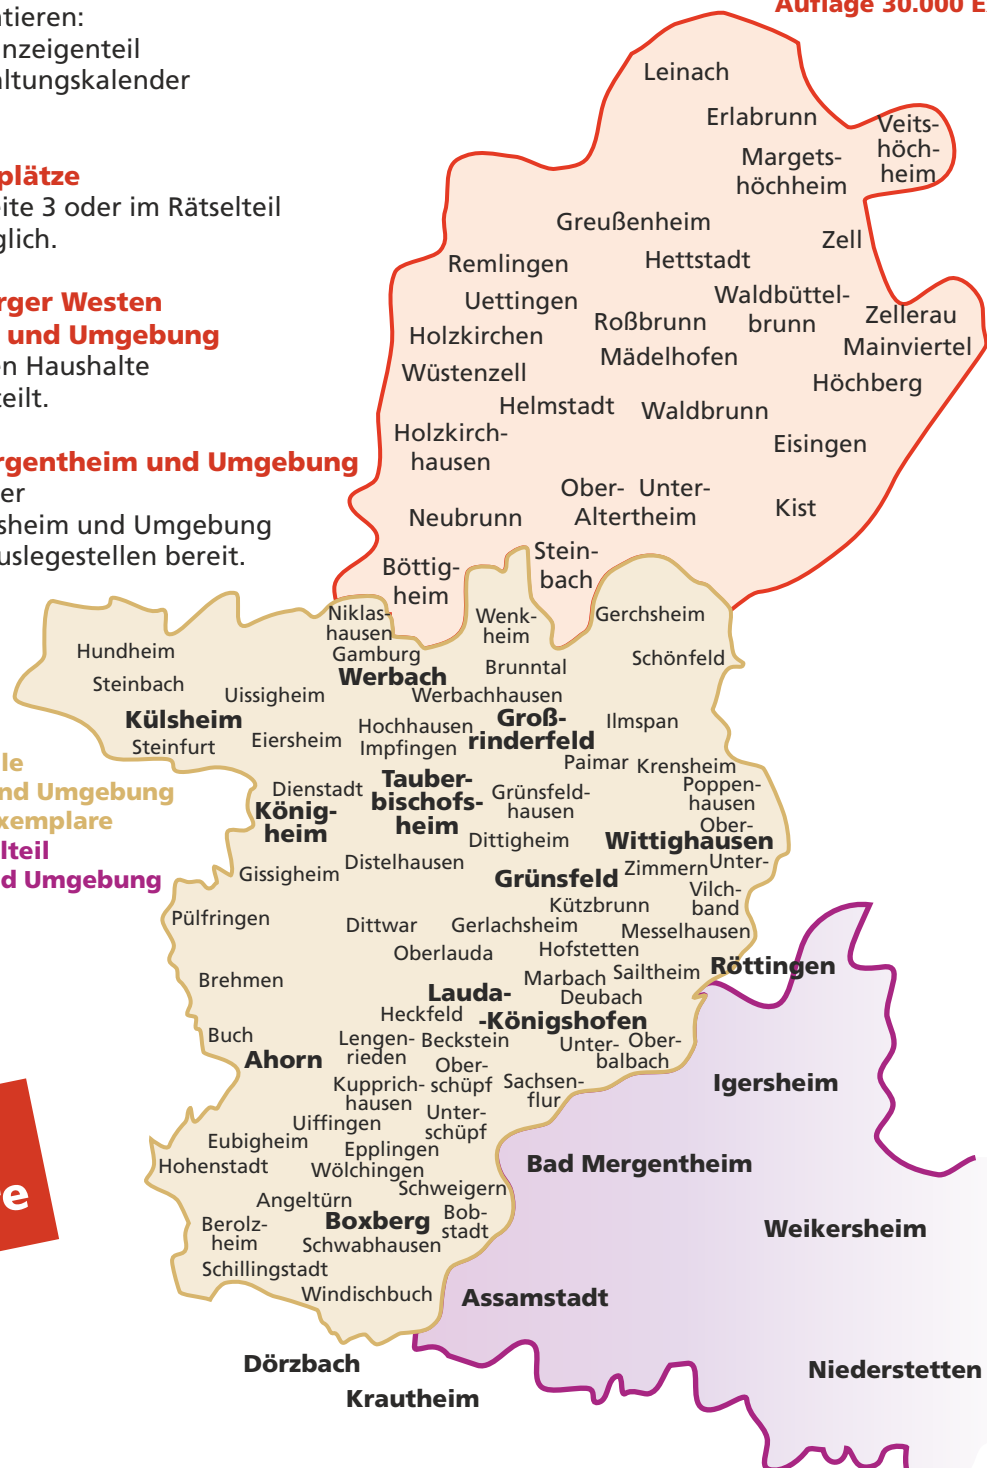 tieren:
nzeigenteil
ltungskalender
plätze
eite 3 oder im Rätselteil
glich.
rger Westen
und Umgebung
en Haushalte
teilt.
rgentheim und Umgebung
er
sheim und Umgebung
uslegestellen bereit.
Auflage 30.000 E
Leinach
Erlabrunn
Veits-
höch-
heim
Margets-
höchheim
Greußenheim
Zell
Remlingen
Hettstadt
Uettingen
Waldbüttel-
brunn
Roßbrunn
Zellerau
Holzkirchen
Mainviertel
Mädelhofen
Wüstenzell
Höchberg
Helmstadt
Waldbrunn
Holzkirch-
hausen
Eisingen
Ober- Unter-
Altertheim
Neubrunn
Kist
Stein-
bach
Böttig-
heim
Niklas-
hausen
Wenk-
heim
Gerchsheim
Hundheim
Gamburg
Brunntal
Schönfeld
Werbach
Steinbach
Uissigheim
Werbachhausen
Külsheim
Groß-
rinderfeld
Hochhausen
Ilmspan
Steinfurt
Eiersheim
Impfingen
Paimar
Krensheim
le
nd Umgebung
xemplare
lteil
d Umgebung
Dienstadt
Tauber-
bischofs-
heim
Grünsfeld-
hausen
Poppen-
hausen
König-
heim
Dittigheim
Ober-
Wittighausen
Unter-
Distelhausen
Gissigheim
Zimmern
Grünsfeld
Vilch-
band
Kützbrunn
Pülfringen
Dittwar
Gerlachsheim
Messelhausen
Oberlauda
Hofstetten
Brehmen
Marbach
Sailtheim
Röttingen
Lauda-
-Königshofen
Deubach
Heckfeld
Buch
Lengen-
rieden
Beckstein
Unter- Ober-
balbach
Ahorn
Ober-
schüpf
Kupprich-
hausen
Sachsen-
flur
Igersheim
Unter-
schüpf
Uiffingen
Eubigheim
Epplingen
Hohenstadt
Wölchingen
Bad Mergentheim
Schweigern
Angeltürn
Boxberg
Bob-
stadt
Berolz-
heim
Weikersheim
Schwabhausen
Schillingstadt
Windischbuch
Assamstadt
Dörzbach
Niederstetten
Krautheim
e